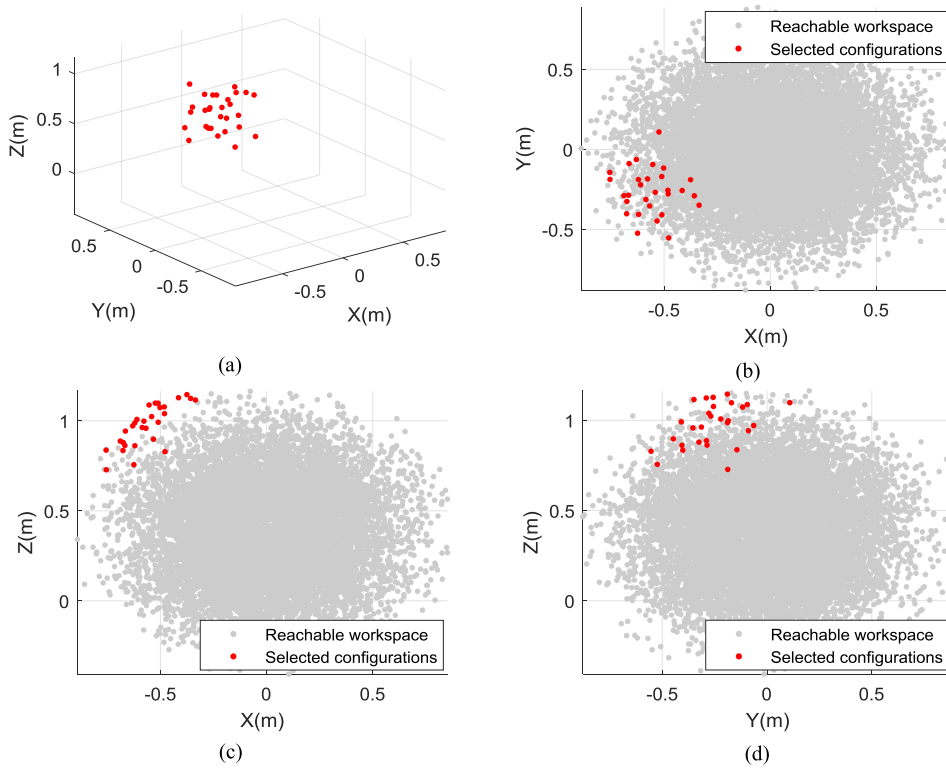 1
0.5
0
Z(m)
0.5
0
-0.5
Y(m)
-0.5
0
0.5
X(m)
(a)
Reachable workspace
Selected configurations
0.5
0
-0.5
Y(m)
-0.5
0
0.5
X(m)
(b)
1
0.5
0
Z(m)
Reachable workspace
Selected configurations
-0.5
0
0.5
X(m)
(c)
1
0.5
0
Z(m)
Reachable workspace
Selected configurations
-0.5
0
0.5
Y(m)
(d)